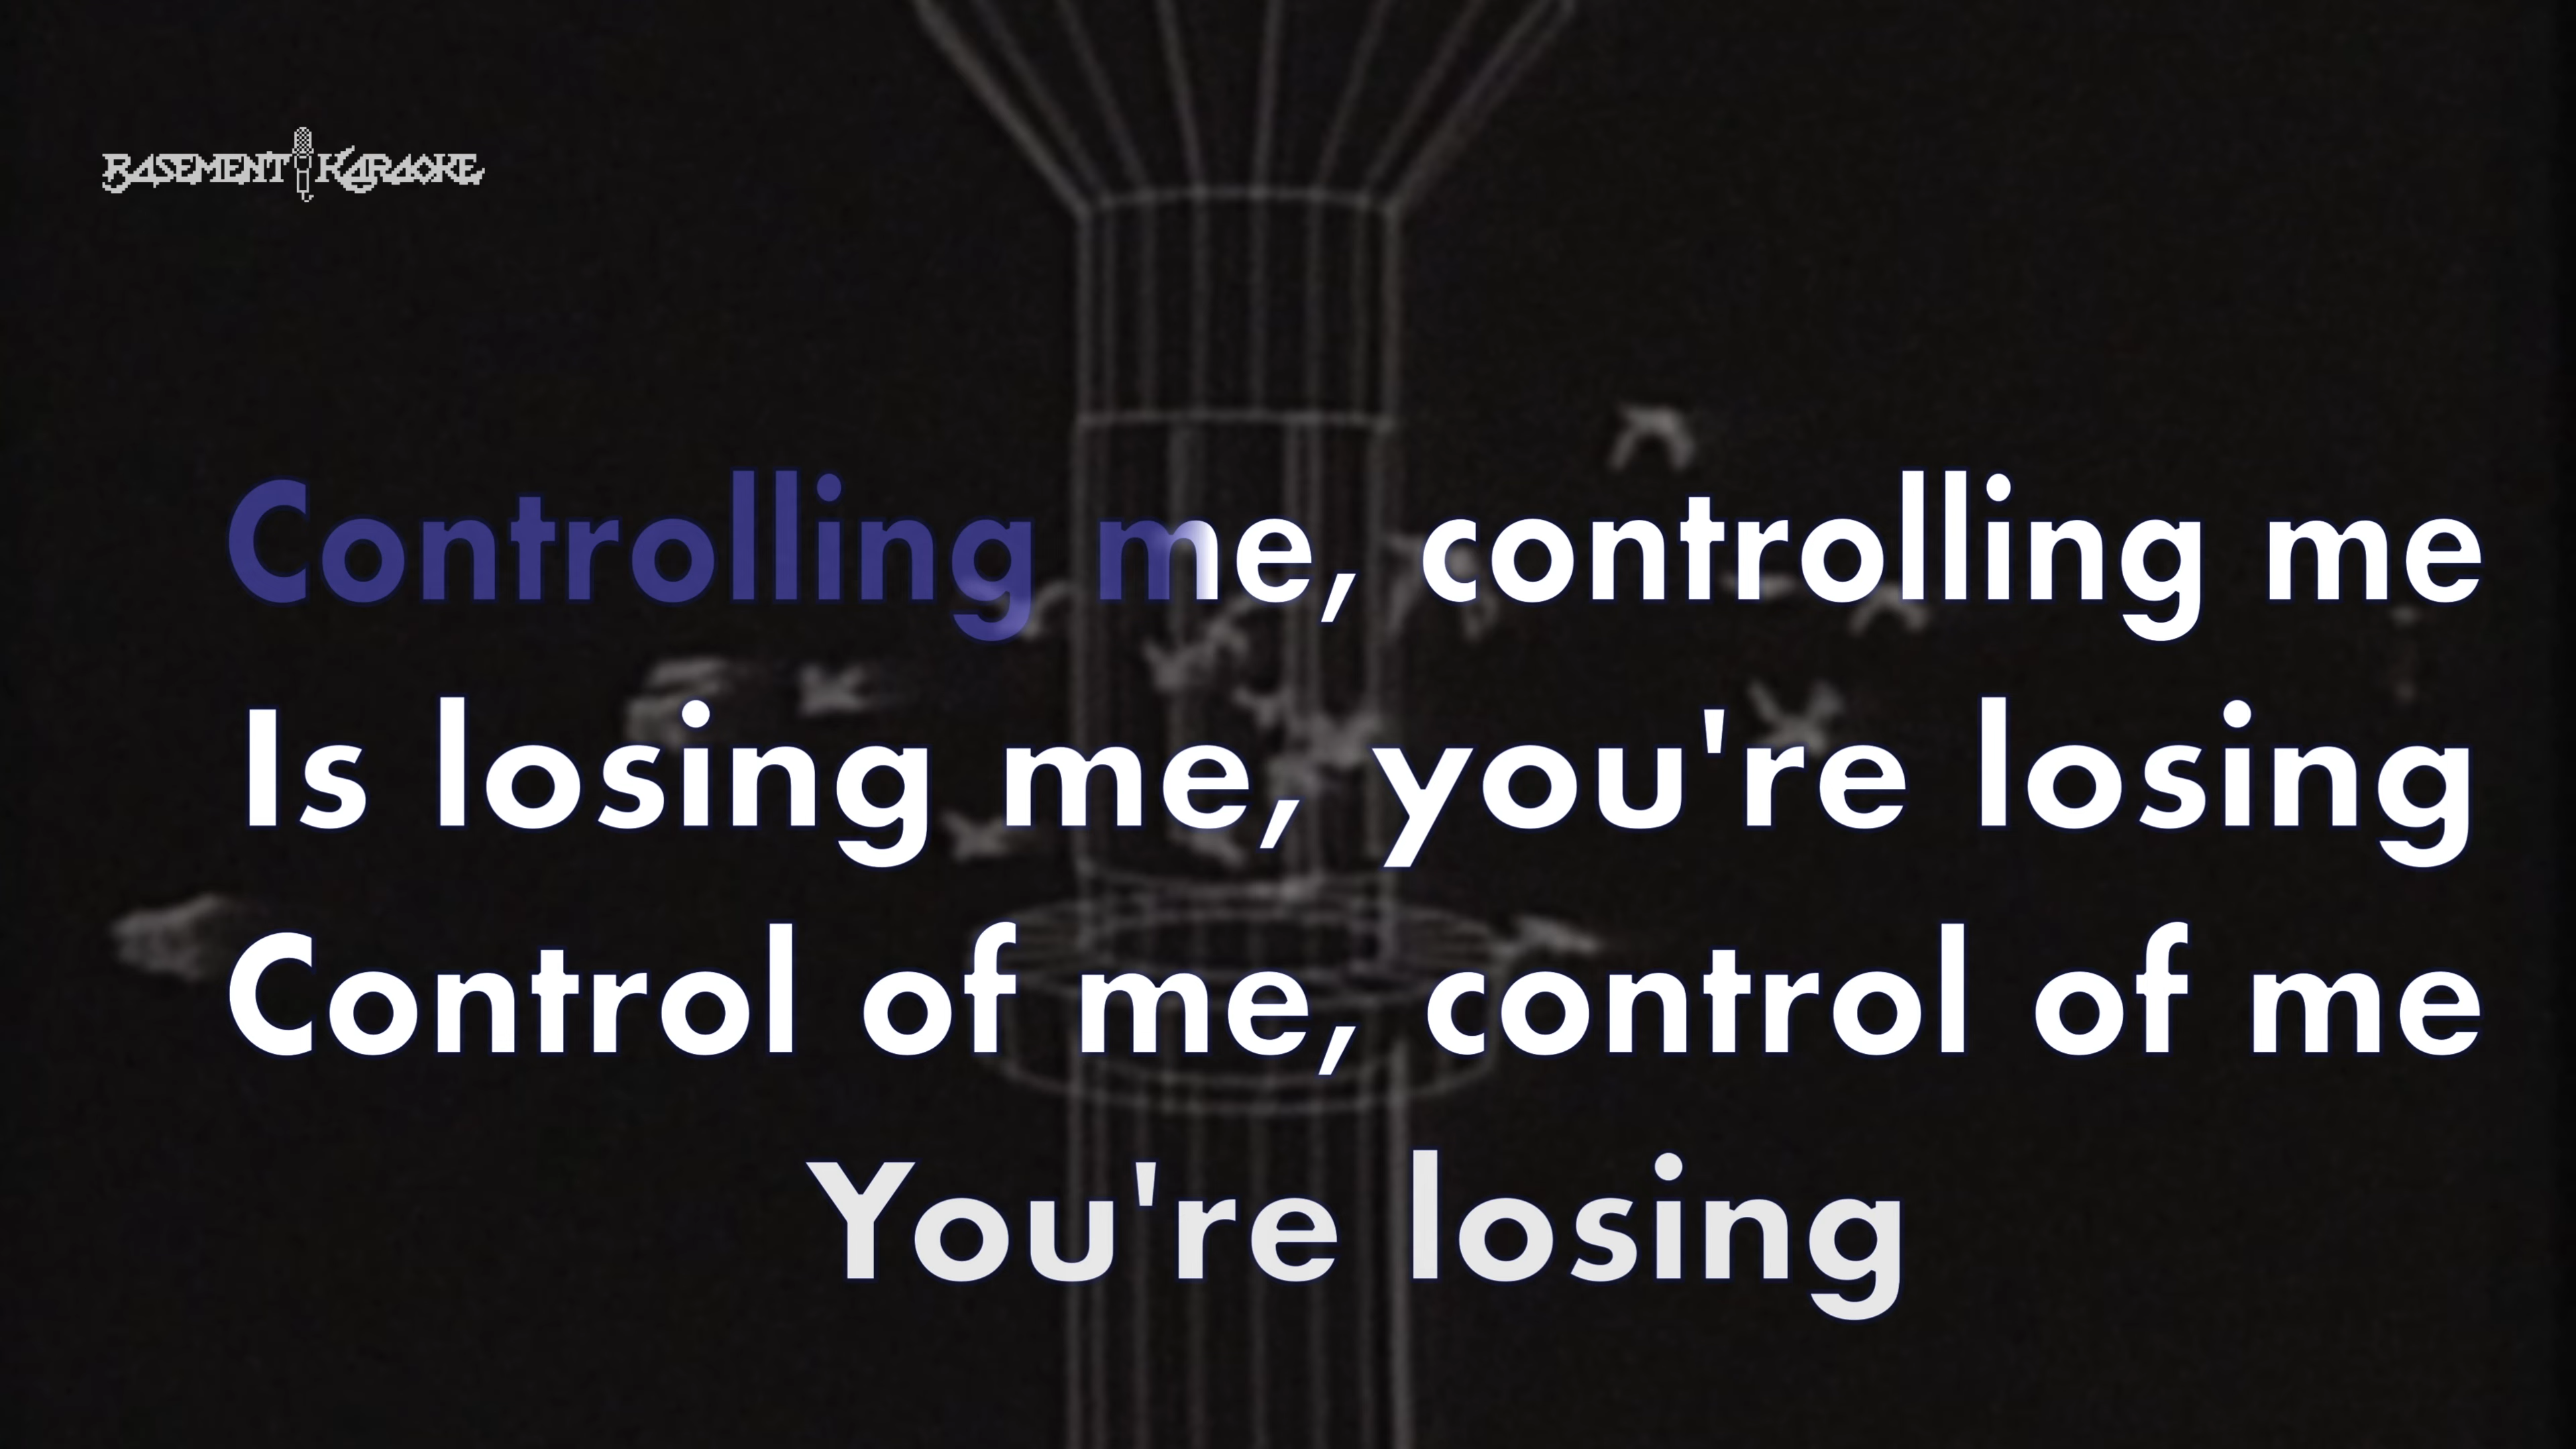 BASEMENT KARAOKE
Controlling me, controlling me
Is losing me, you're losing
Control of me, control of me
You're losing